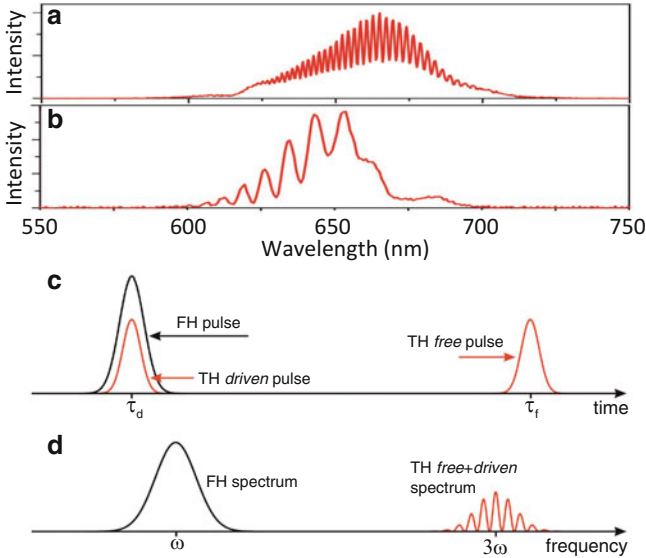 a
Intensity
b
Intensity
550 600 650 700 750
Wavelength (nm)
c
FH pulse
TH driven pulse
TH free pulse
τd
τf
time
d
FH spectrum
TH free+driven
spectrum
ω
3ω
frequency